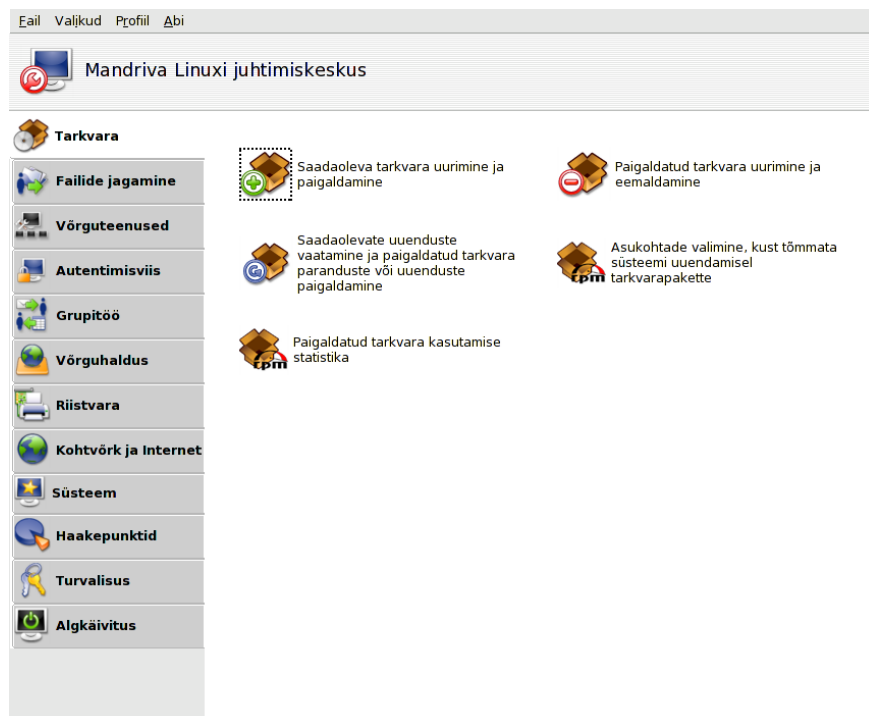 Fail Valikud Profiil Abi
Mandriva Linuxi juhtimiskeskus
Tarkvara
Failide jagamine
Võrguteenused
Autentimisviis
Grupitöö
Võrguhaldus
Riistvara
Kohtvõrk ja Internet
Süsteem
Haakepunktid
Turvalisus
Algkäivitus
Saadaoleva tarkvara uurimine ja
paigaldamine
Paigaldatud tarkvara uurimine ja
eemaldamine
Saadaolevate uuenduste
vaatamine ja paigaldatud tarkvara
paranduste või uuenduste
paigaldamine
Asukohtade valimine, kust tõmmata
süsteemi uuendamisel
tarkvarapakette
rpm
Paigaldatud tarkvara kasutamise
statistika
rpm